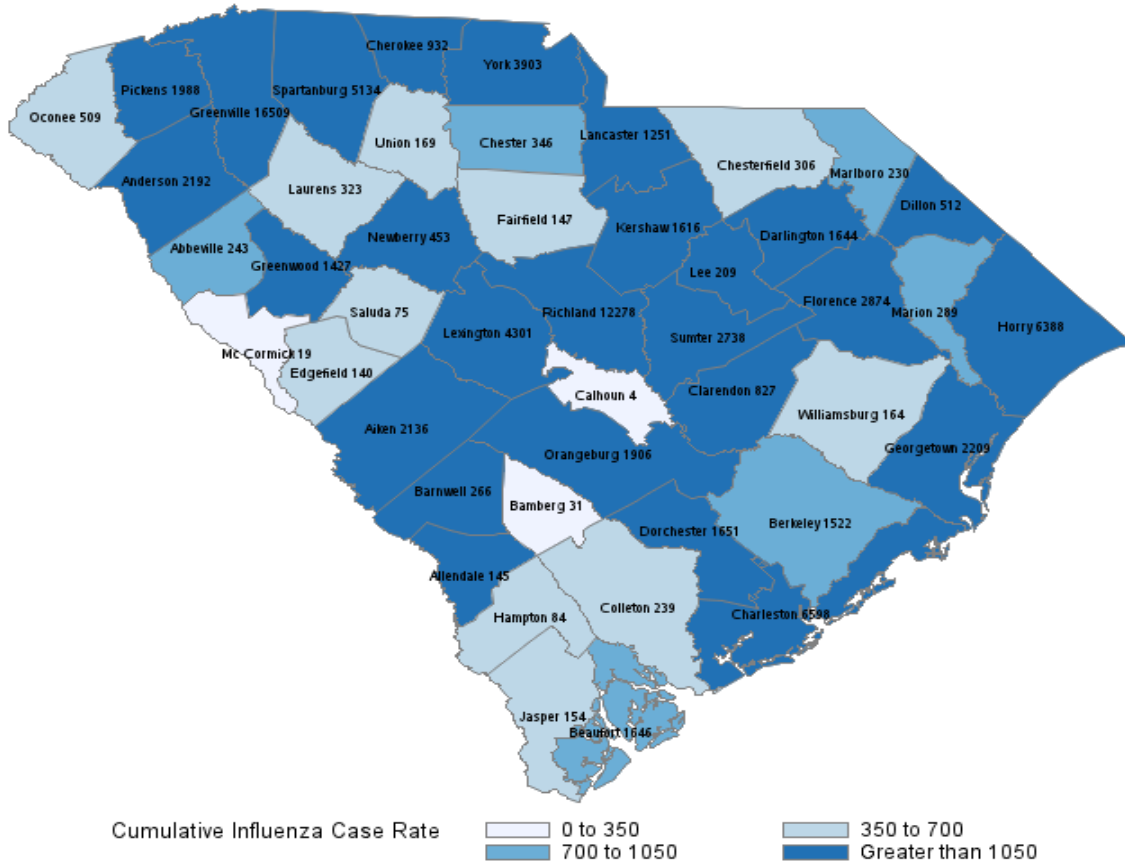 Cherokee 932
York 3903
Pickens 1988
Spartanburg 5134
Oconee 509
Greenville 16509
Union 169
Chester 346
Lancaster 1251
Chesterfield 306
Marlboro 230
Anderson 2192
Laurens 323
Dillon 512
Fairfield 147
Kershaw 1616
Darlington 1644
Abbeville 243
Newberry 453
Greenwood 1427
Lee 209
Saluda 75
Richland 12278
Florence 2874
Marion 289
Lexington 4301
Sumter 2738
Horry 6388
Mc Cormick 19
Edgefield 140
Calhoun 4
Clarendon 827
Williamsburg 164
Aiken 2136
Orangeburg 1906
Georgetown 2209
Barnwell 266
Bamberg 31
Dorchester 1651
Berkeley 1522
Allendale 145
Hampton 84
Colleton 239
Charleston 6598
Jasper 154
Beaufort 1646
Cumulative Influenza Case Rate
0 to 350
350 to 700
700 to 1050
Greater than 1050